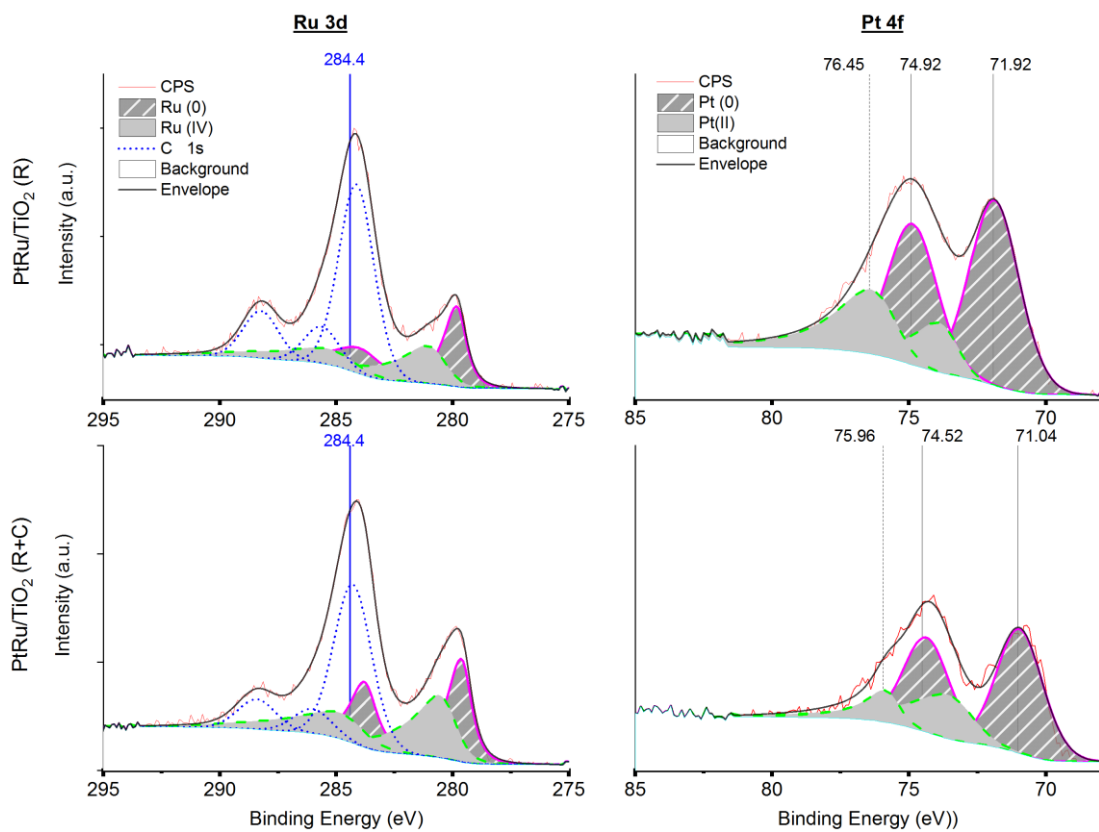 Ru 3d
Pt 4f
284.4
CPS
Ru (0)
Ru (IV)
C 1s
Background
Envelope
76.45
74.92
71.92
CPS
Pt (0)
Pt(II)
Background
Envelope
PtRu/TiO2 (R)
Intensity (a.u.)
295
290
285
280
275
85
80
75
70
284.4
75.96
74.52
71.04
PtRu/TiO2 (R+C)
Intensity (a.u.)
295
290
285
280
275
85
80
75
70
Binding Energy (eV)
Binding Energy (eV))